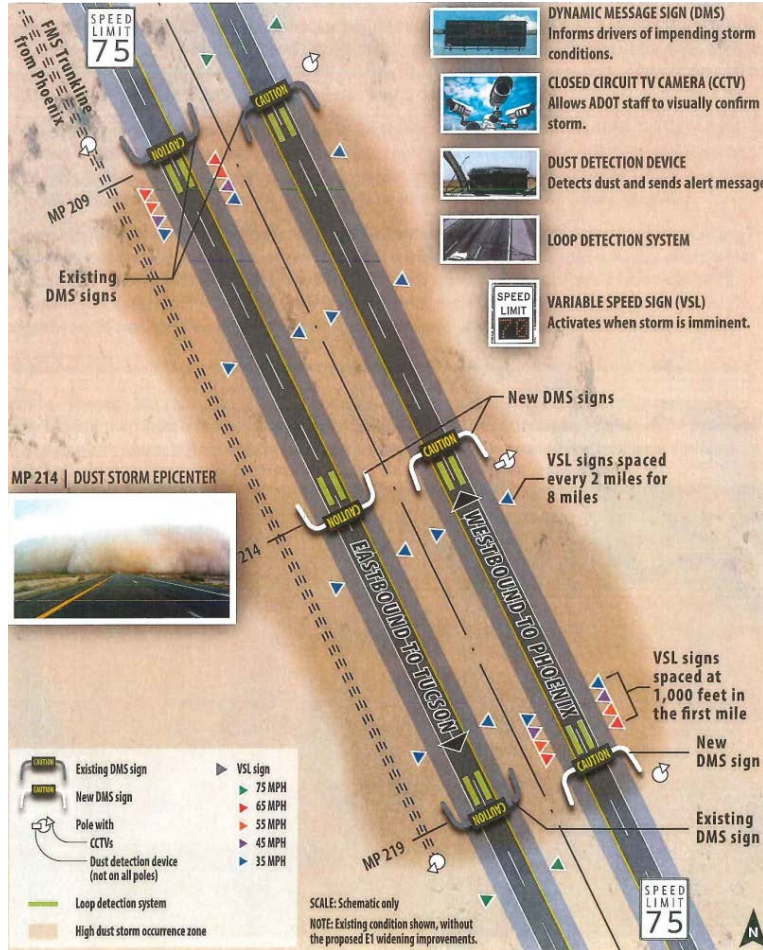 SPEED
LIMIT
75
FMS Trunkline
from Phoenix
DYNAMIC MESSAGE SIGN (DMS)
Informs drivers of impending storm
conditions.
CLOSED CIRCUIT TV CAMERA (CCTV)
Allows ADOT staff to visually confirm
storm.
DUST DETECTION DEVICE
Detects dust and sends alert message
LOOP DETECTION SYSTEM
SPEED
LIMIT
70
VARIABLE SPEED SIGN (VSL)
Activates when storm is imminent.
CAUTION
CAUTION
MP 209
Existing
DMS signs
New DMS signs
CAUTION
CAUTION
VSL signs spaced
every 2 miles for
8 miles
MP 214 | DUST STORM EPICENTER
214
EASTBOUND TO TUCSON
WESTBOUND TO PHOENIX
VSL signs
spaced at
1,000 feet in
the first mile
New
DMS sign
CAUTION
CAUTION
Existing
DMS sign
MP 219
CAUTION
Existing DMS sign
CAUTION
New DMS sign
Pole with
CCTVs
Dust detection device
(not on all poles)
Loop detection system
High dust storm occurrence zone
VSL sign
75 MPH
65 MPH
55 MPH
45 MPH
35 MPH
SCALE: Schematic only
NOTE: Existing condition shown, without
the proposed E1 widening improvements.
SPEED
LIMIT
75
N